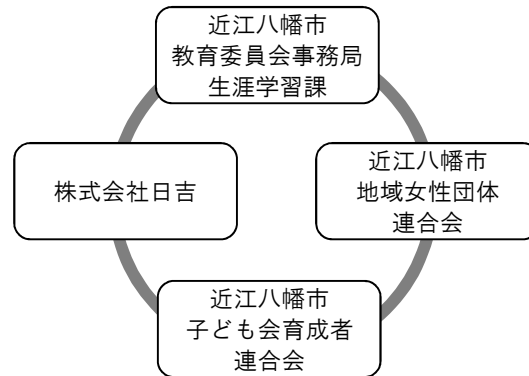 近江八幡市
教育委員会事務局
生涯学習課
株式会社日吉
近江八幡市
地域女性団体
連合会
近江八幡市
子ども会育成者
連合会